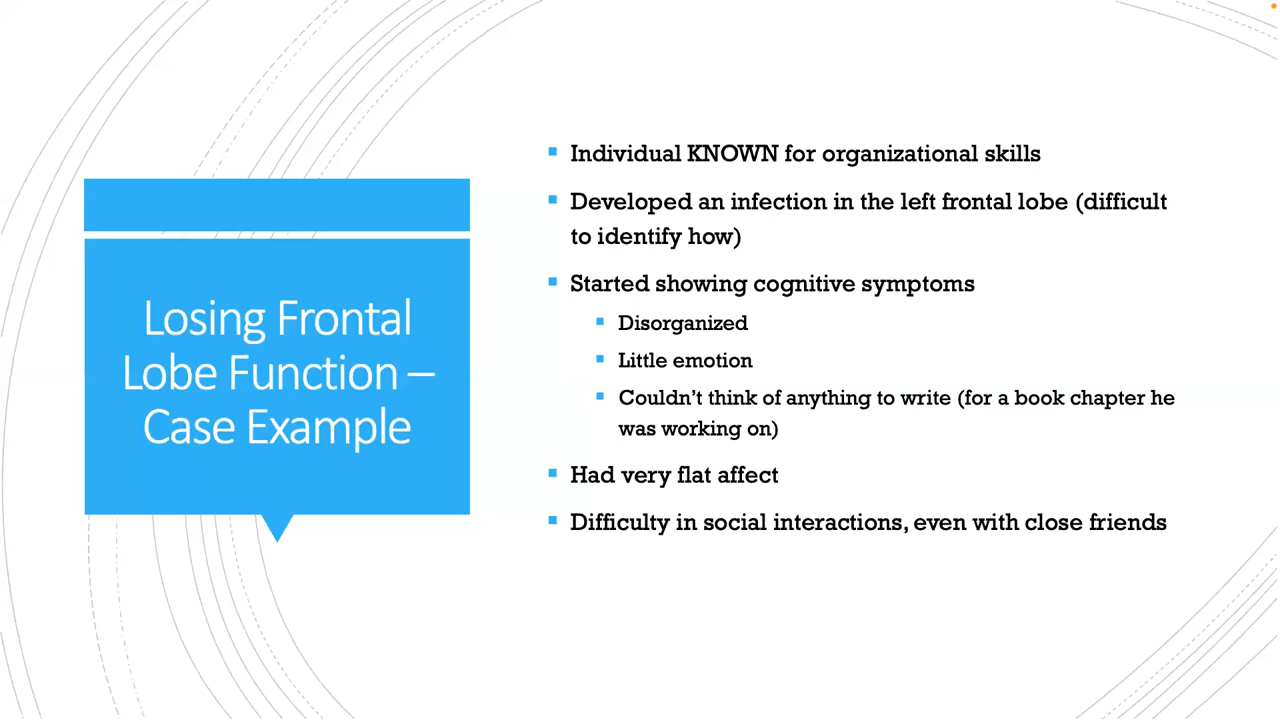 Losing Frontal
Lobe Function –
Case Example
Individual KNOWN for organizational skills
Developed an infection in the left frontal lobe (difficult
to identify how)
Started showing cognitive symptoms
Disorganized
Little emotion
Couldn't think of anything to write (for a book chapter he
was working on)
Had very flat affect
Difficulty in social interactions, even with close friends